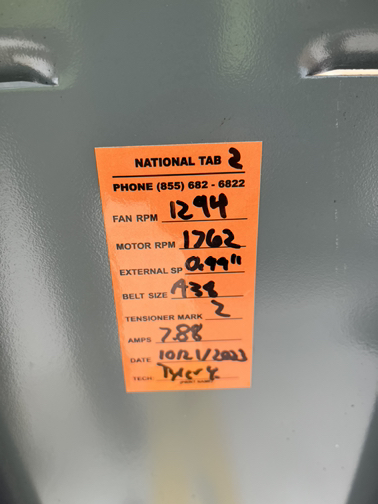 NATIONAL TAB 2
PHONE (855) 682 - 6822
FAN RPM 1294
MOTOR RPM 1762
EXTERNAL SP 0.99"
BELT SIZE A38
TENSIONER MARK 2
AMPS 7.88
DATE 10/21/2023
TECH Tyler Y.